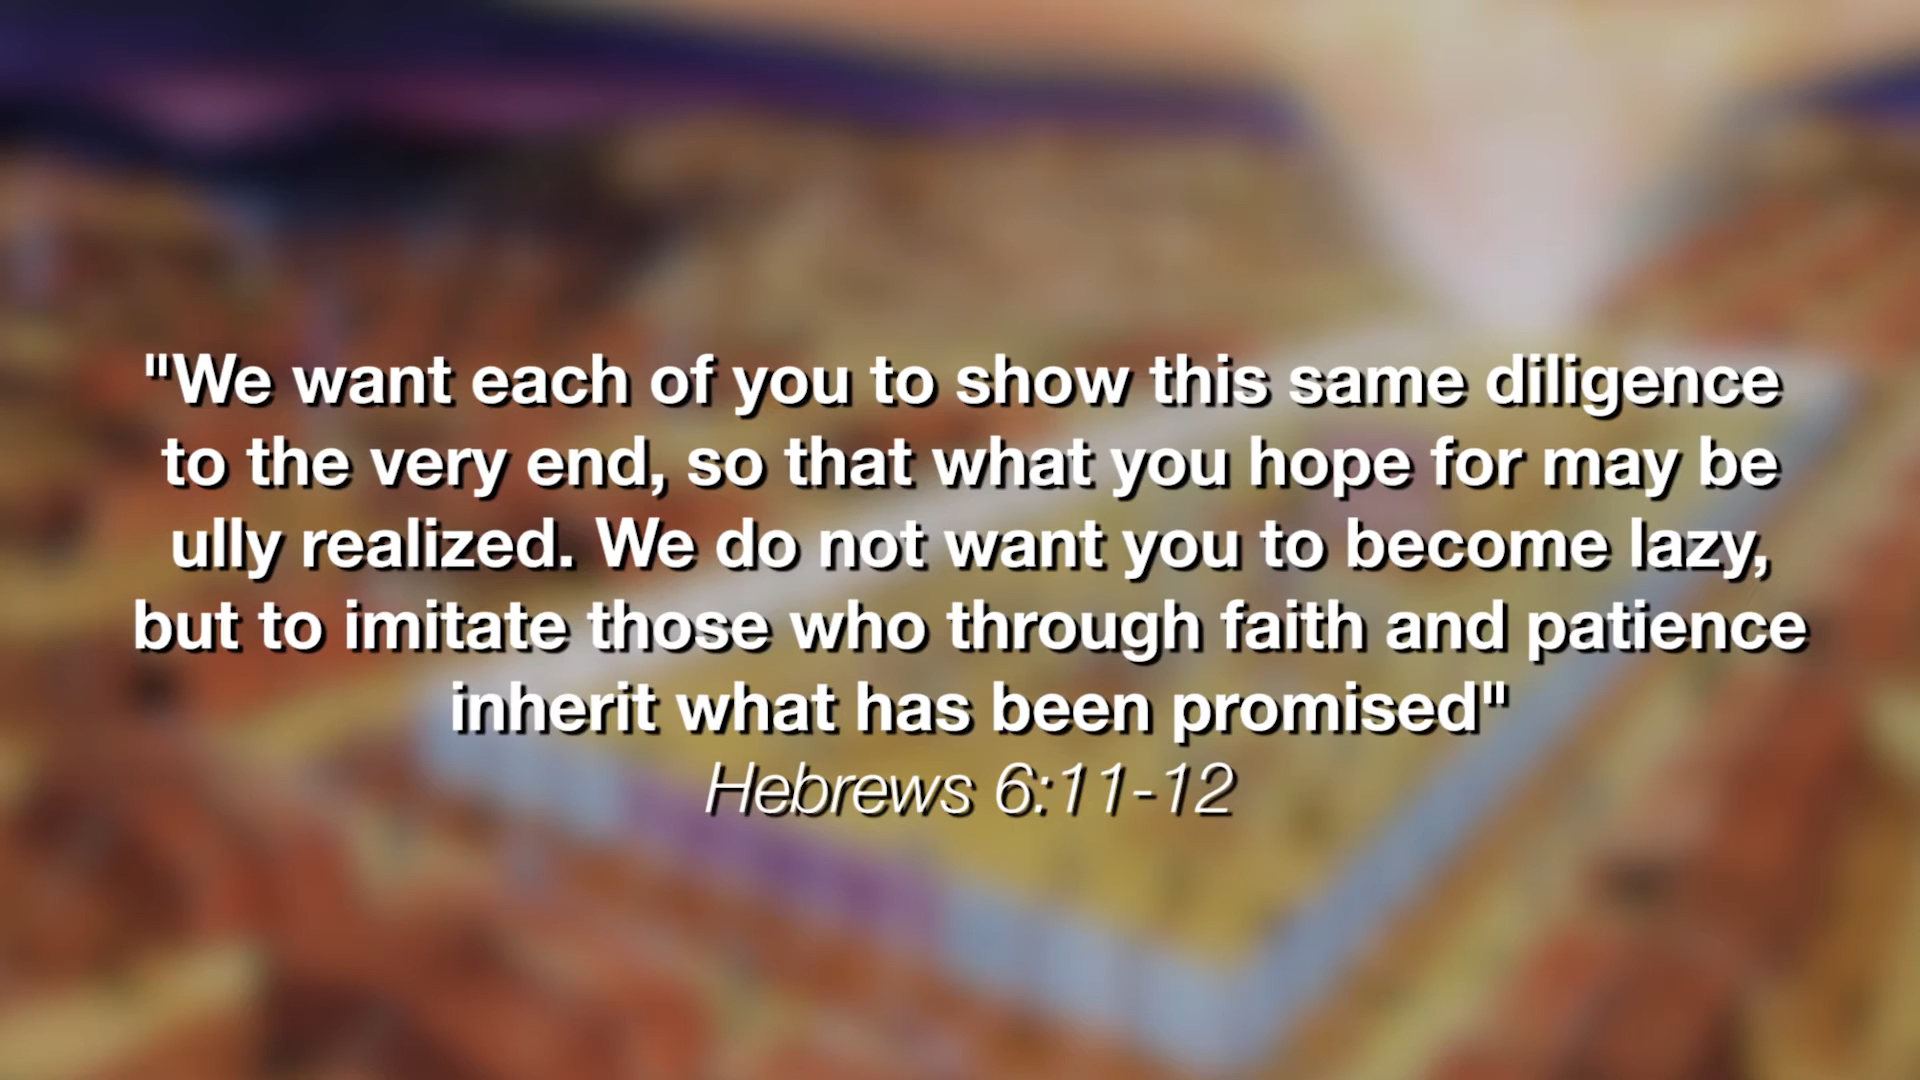 "We want each of you to show this same diligence
to the very end, so that what you hope for may be
ully realized. We do not want you to become lazy,
but to imitate those who through faith and patience
inherit what has been promised"
Hebrews 6:11-12